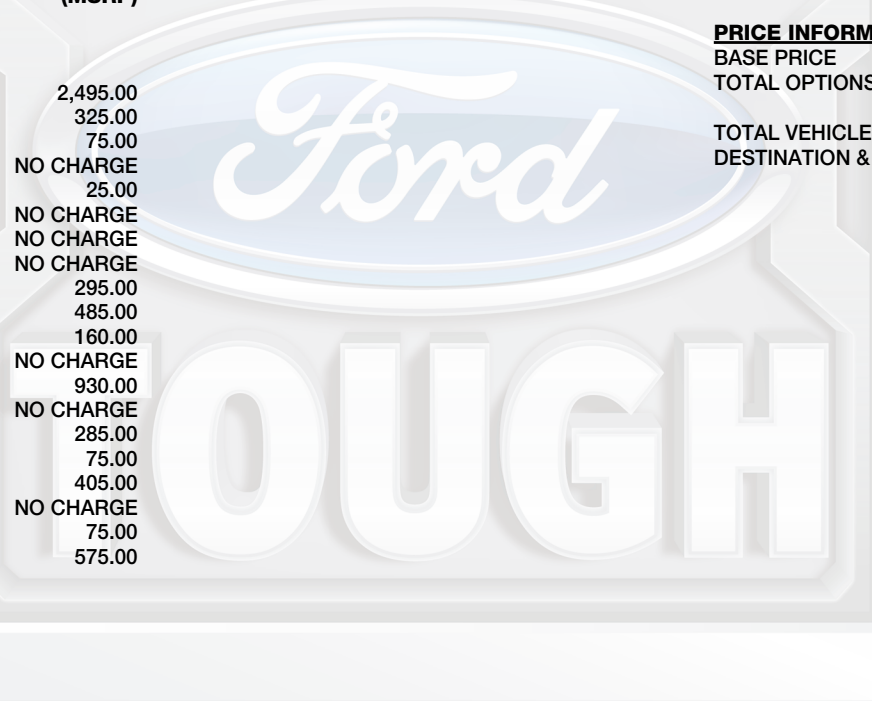 (MSRP)
2,495.00
325.00
75.00
NO CHARGE
25.00
NO CHARGE
NO CHARGE
NO CHARGE
295.00
485.00
160.00
NO CHARGE
930.00
NO CHARGE
285.00
75.00
405.00
NO CHARGE
75.00
575.00
PRICE INFORM
BASE PRICE
TOTAL OPTIONS
TOTAL VEHICLE
DESTINATION &
Ford
TOUGH